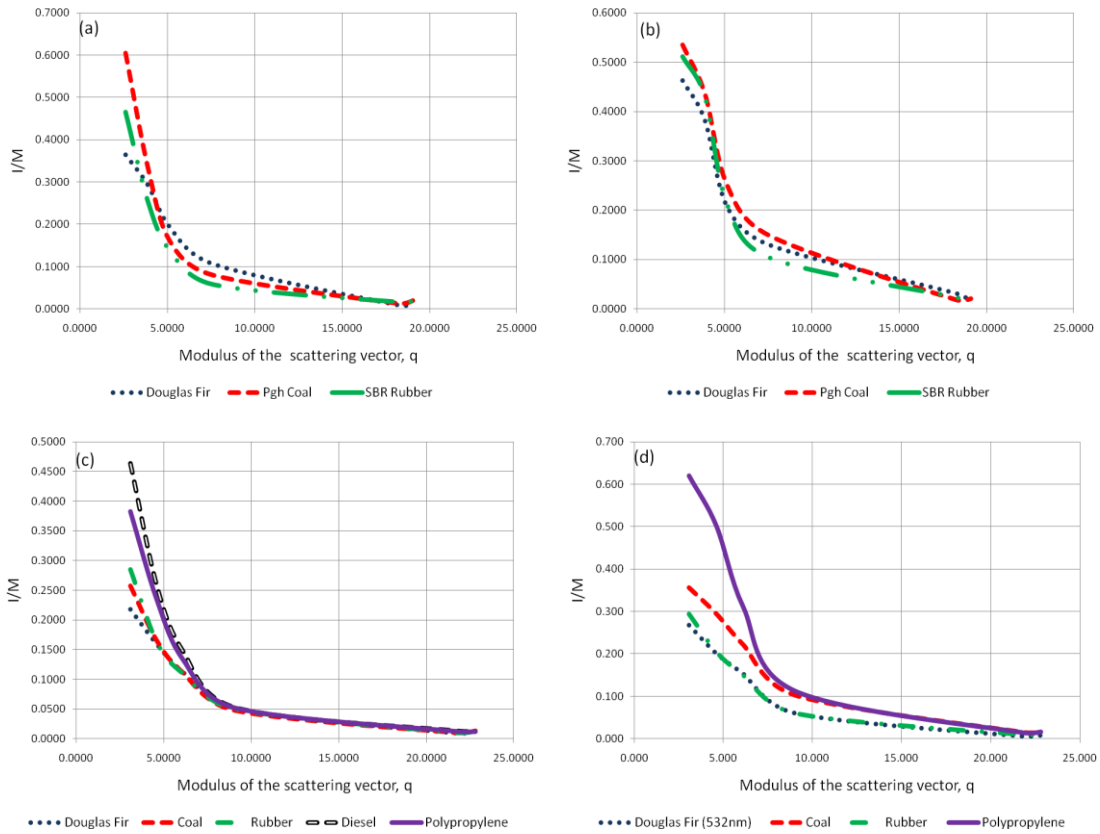 (a)
0.7000
0.6000
0.5000
0.4000
0.3000
0.2000
0.1000
0.0000
I/M
0.0000 5.0000 10.0000 15.0000 20.0000 25.0000
Modulus of the scattering vector, q
Douglas Fir Pgh Coal SBR Rubber
(b)
0.6000
0.5000
0.4000
0.3000
0.2000
0.1000
0.0000
I/M
0.0000 5.0000 10.0000 15.0000 20.0000 25.0000
Modulus of the scattering vector, q
Douglas Fir Pgh Coal SBR Rubber
(c)
0.5000
0.4500
0.4000
0.3500
0.3000
0.2500
0.2000
0.1500
0.1000
0.0500
0.0000
I/M
0.0000 5.0000 10.0000 15.0000 20.0000 25.0000
Modulus of the scattering vector, q
Douglas Fir Coal Rubber Diesel Polypropylene
(d)
0.700
0.600
0.500
0.400
0.300
0.200
0.100
0.000
I/M
0.0000 5.0000 10.0000 15.0000 20.0000 25.0000
Modulus of the scattering vector, q
Douglas Fir (532nm) Coal Rubber Polypropylene